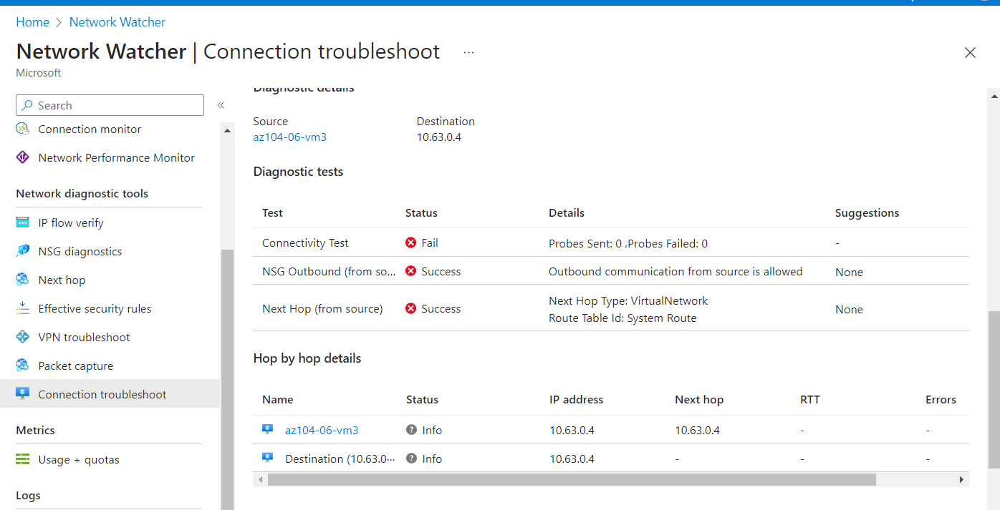 Home > Network Watcher
Network Watcher | Connection troubleshoot ...
Microsoft
Search «
Connection monitor
Network Performance Monitor
Network diagnostic tools
IP flow verify
NSG diagnostics
Next hop
Effective security rules
VPN troubleshoot
Packet capture
Connection troubleshoot
Metrics
Usage + quotas
Logs
Diagnostic details
Source Destination
az104-06-vm3 10.63.0.4
Diagnostic tests
Test Status Details Suggestions
Connectivity Test Fail Probes Sent: 0 ,Probes Failed: 0 -
NSG Outbound (from so... Success Outbound communication from source is allowed None
Next Hop (from source) Success Next Hop Type: VirtualNetwork None
Route Table Id: System Route
Hop by hop details
Name Status IP address Next hop RTT Errors
az104-06-vm3 Info 10.63.0.4 10.63.0.4 - -
Destination (10.63.0... Info 10.63.0.4 - - -